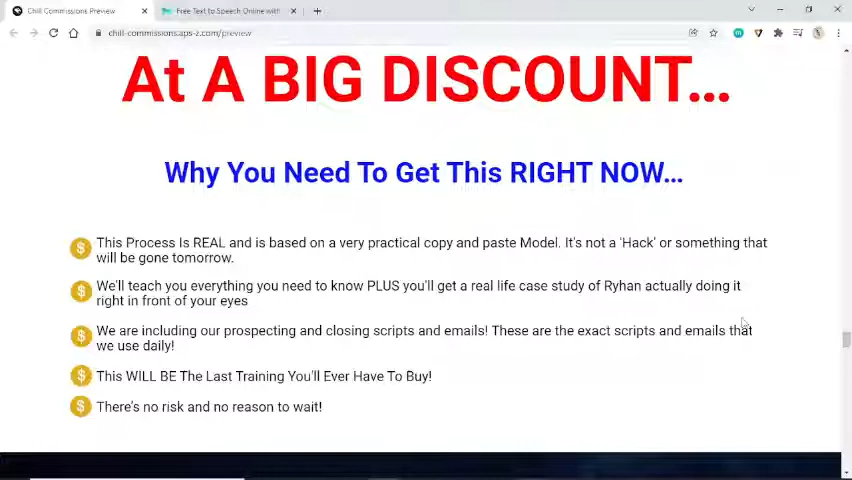 Chill Commissions Preview
Free Text to Speech Online with
chill-commissions.aps-z.com/preview
At A BIG DISCOUNT...
Why You Need To Get This RIGHT NOW...
This Process Is REAL and is based on a very practical copy and paste Model. It's not a 'Hack' or something that
will be gone tomorrow.
We'll teach you everything you need to know PLUS you'll get a real life case study of Ryhan actually doing it
right in front of your eyes
We are including our prospecting and closing scripts and emails! These are the exact scripts and emails that
we use daily!
This WILL BE The Last Training You'll Ever Have To Buy!
There's no risk and no reason to wait!